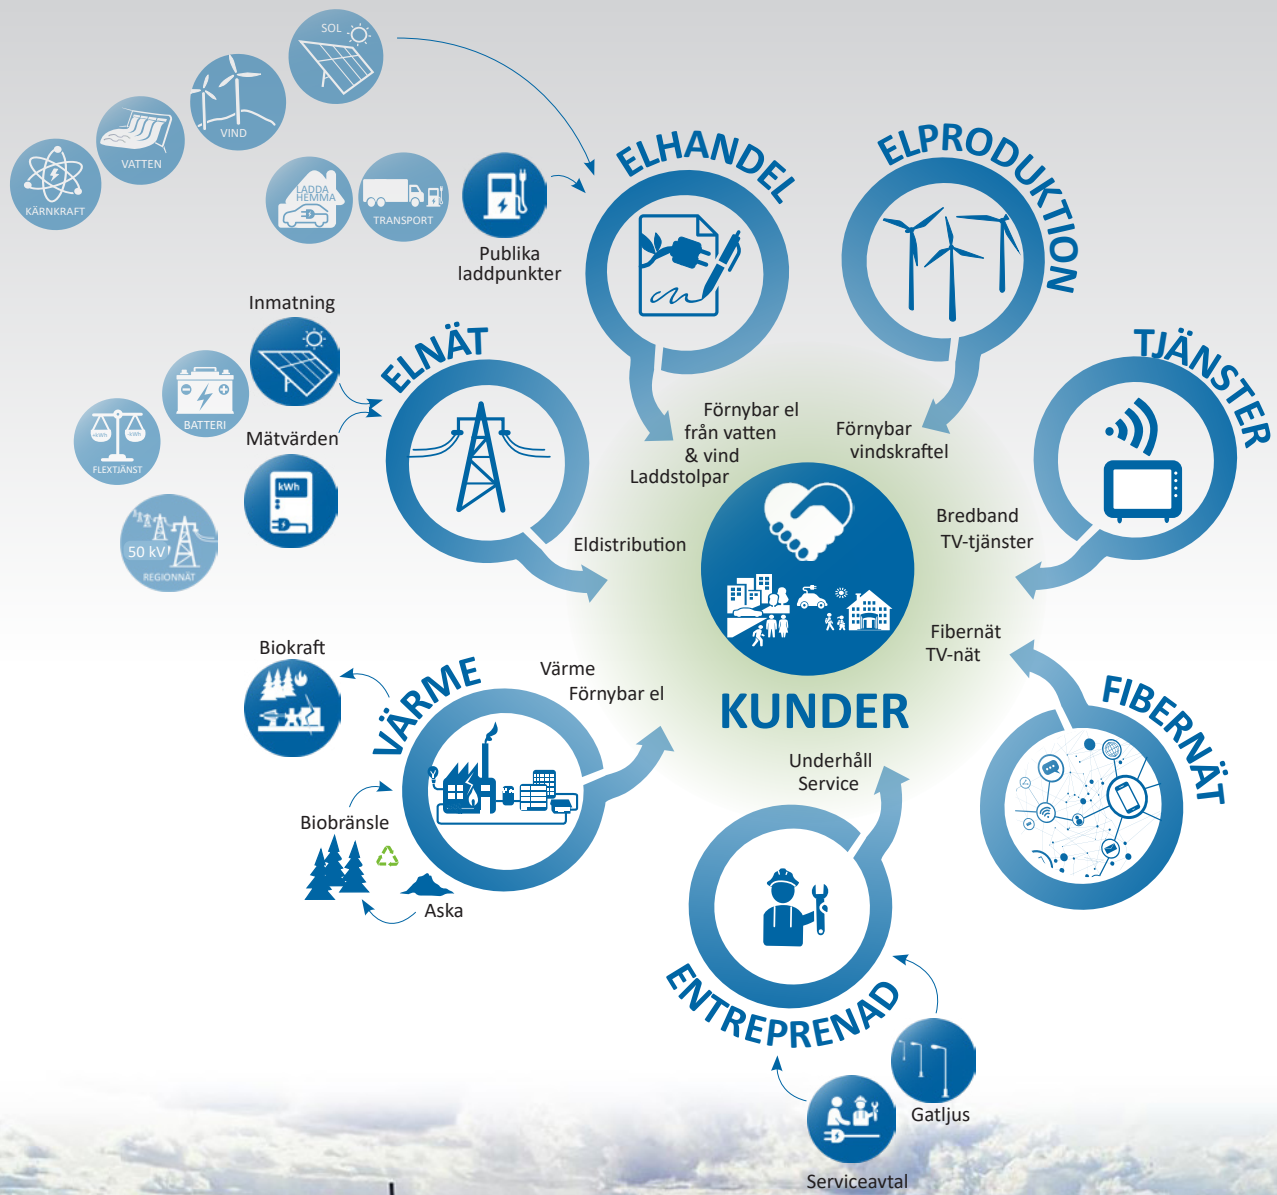 SOL
VIND
VATTEN
KÄRNKRAFT
LADDA
HEMMA
TRANSPORT
Publika
laddpunkter
ELHANDEL
ELPRODUKTION
Inmatning
ELNÄT
BATTERI
Mätvärden
kWh
FLEXTJÄNST
50 kV
REGIONNÄT
TJÄNSTER
Förnybar el
från vatten
& vind
Laddstolpar
Förnybar
vindskraftel
Eldistribution
Bredband
TV-tjänster
Fibernät
TV-nät
KUNDER
Biokraft
VÄRME
Värme
Förnybar el
FIBERNÄT
Underhåll
Service
Biobränsle
Aska
ENTREPRENAD
Gatljus
Serviceavtal